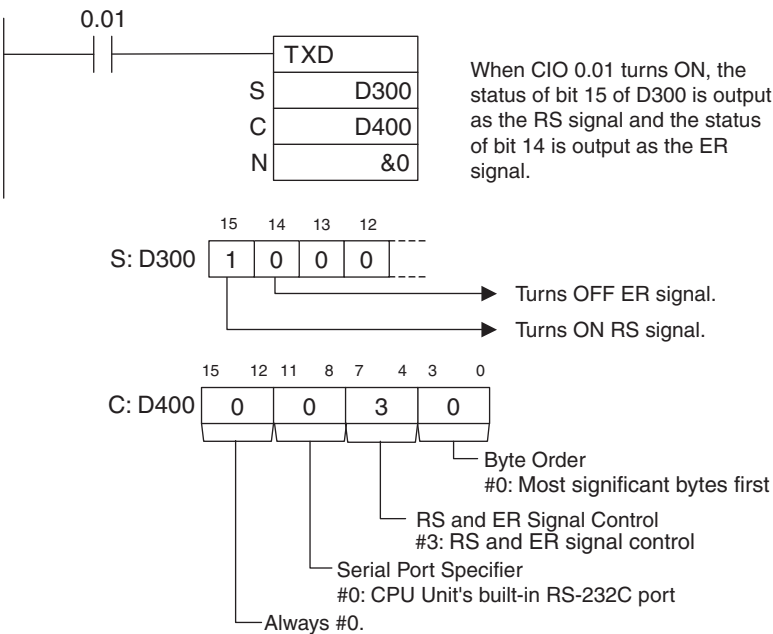 0.01
TXD
S D300
C D400
N &0
When CIO 0.01 turns ON, the
status of bit 15 of D300 is output
as the RS signal and the status
of bit 14 is output as the ER
signal.
15 14 13 12
S: D300 1 0 0 0
Turns OFF ER signal.
Turns ON RS signal.
15 12 11 8 7 4 3 0
C: D400 0 0 3 0
Byte Order
#0: Most significant bytes first
RS and ER Signal Control
#3: RS and ER signal control
Serial Port Specifier
#0: CPU Unit's built-in RS-232C port
Always #0.